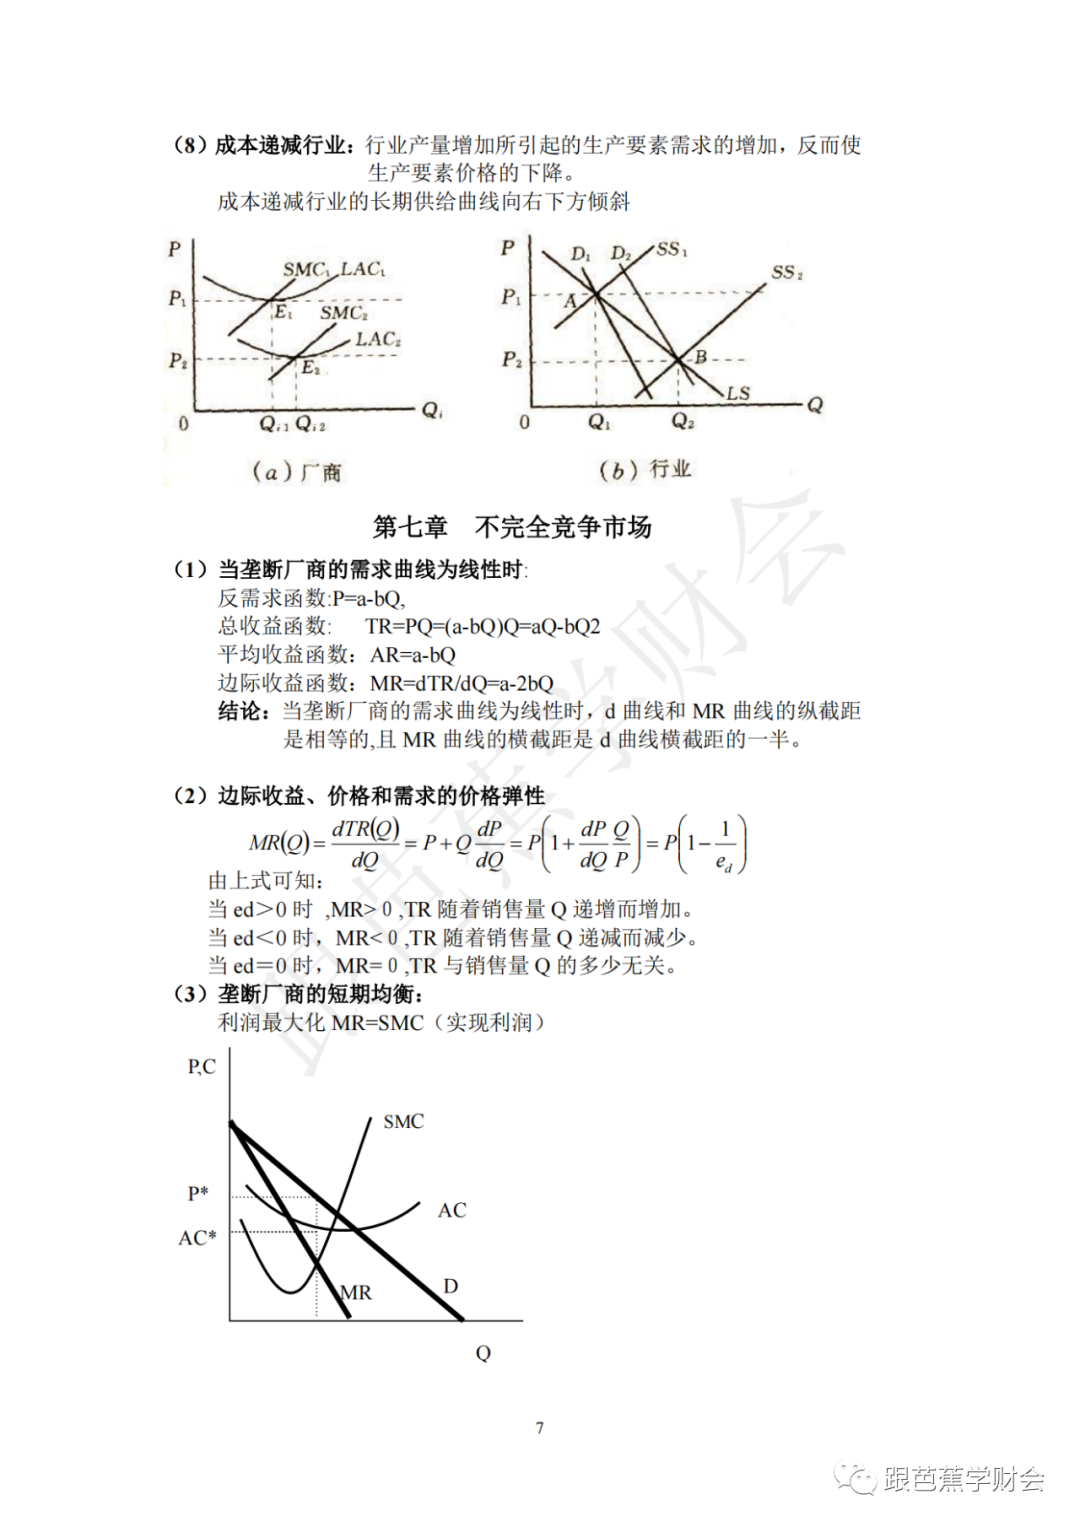 （8）成本递减行业：行业产量增加所引起的生产要素需求的增加，反而使
生产要素价格的下降。
成本递减行业的长期供给曲线向右下方倾斜
P
SMC₁ LAC₁
P₁
E₁ SMC₂
LAC₂
P₂
E₂
0
Qᵢ₁ Qᵢ₂
Qᵢ
(a) 厂商
P
D₁ D₂ SS₁
SS₂
P₁
A
P₂
B
LS
0
Q₁
Q₂
Q
(b) 行业
第七章 不完全竞争市场
（1）当垄断厂商的需求曲线为线性时:
反需求函数:P=a-bQ,
总收益函数: TR=PQ=(a-bQ)Q=aQ-bQ2
平均收益函数：AR=a-bQ
边际收益函数：MR=dTR/dQ=a-2bQ
结论：当垄断厂商的需求曲线为线性时，d 曲线和 MR 曲线的纵截距
是相等的,且 MR 曲线的横截距是 d 曲线横截距的一半。
（2）边际收益、价格和需求的价格弹性
MR(Q)=dTR(Q)/dQ=P+Q dP/dQ=P(1+dP/dQ Q/P)=P(1-1/e_d)
由上式可知：
当 ed＞0 时 ,MR>０,TR 随着销售量 Q 递增而增加。
当 ed＜0 时，MR<０,TR 随着销售量 Q 递减而减少。
当 ed＝0 时，MR=０,TR 与销售量 Q 的多少无关。
（3）垄断厂商的短期均衡：
利润最大化 MR=SMC（实现利润）
P,C
SMC
P*
AC
AC*
MR
D
Q
7
跟芭蕉学财会
跟芭蕉学财会